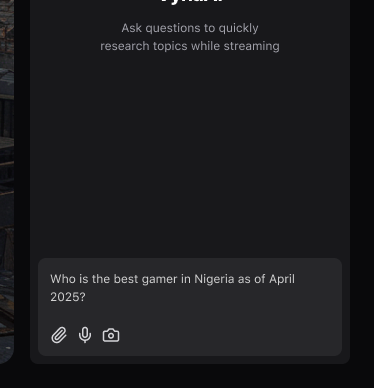 Ask questions to quickly
research topics while streaming
Who is the best gamer in Nigeria as of April
2025?